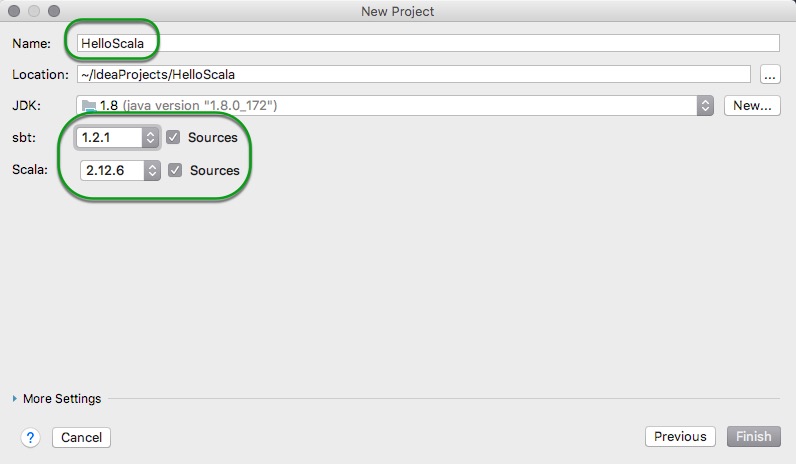 New Project
Name: HelloScala
Location: ~/IdeaProjects/HelloScala ...
JDK: 1.8 (java version "1.8.0_172") New...
sbt: 1.2.1 Sources
Scala: 2.12.6 Sources
More Settings
? Cancel Previous Finish